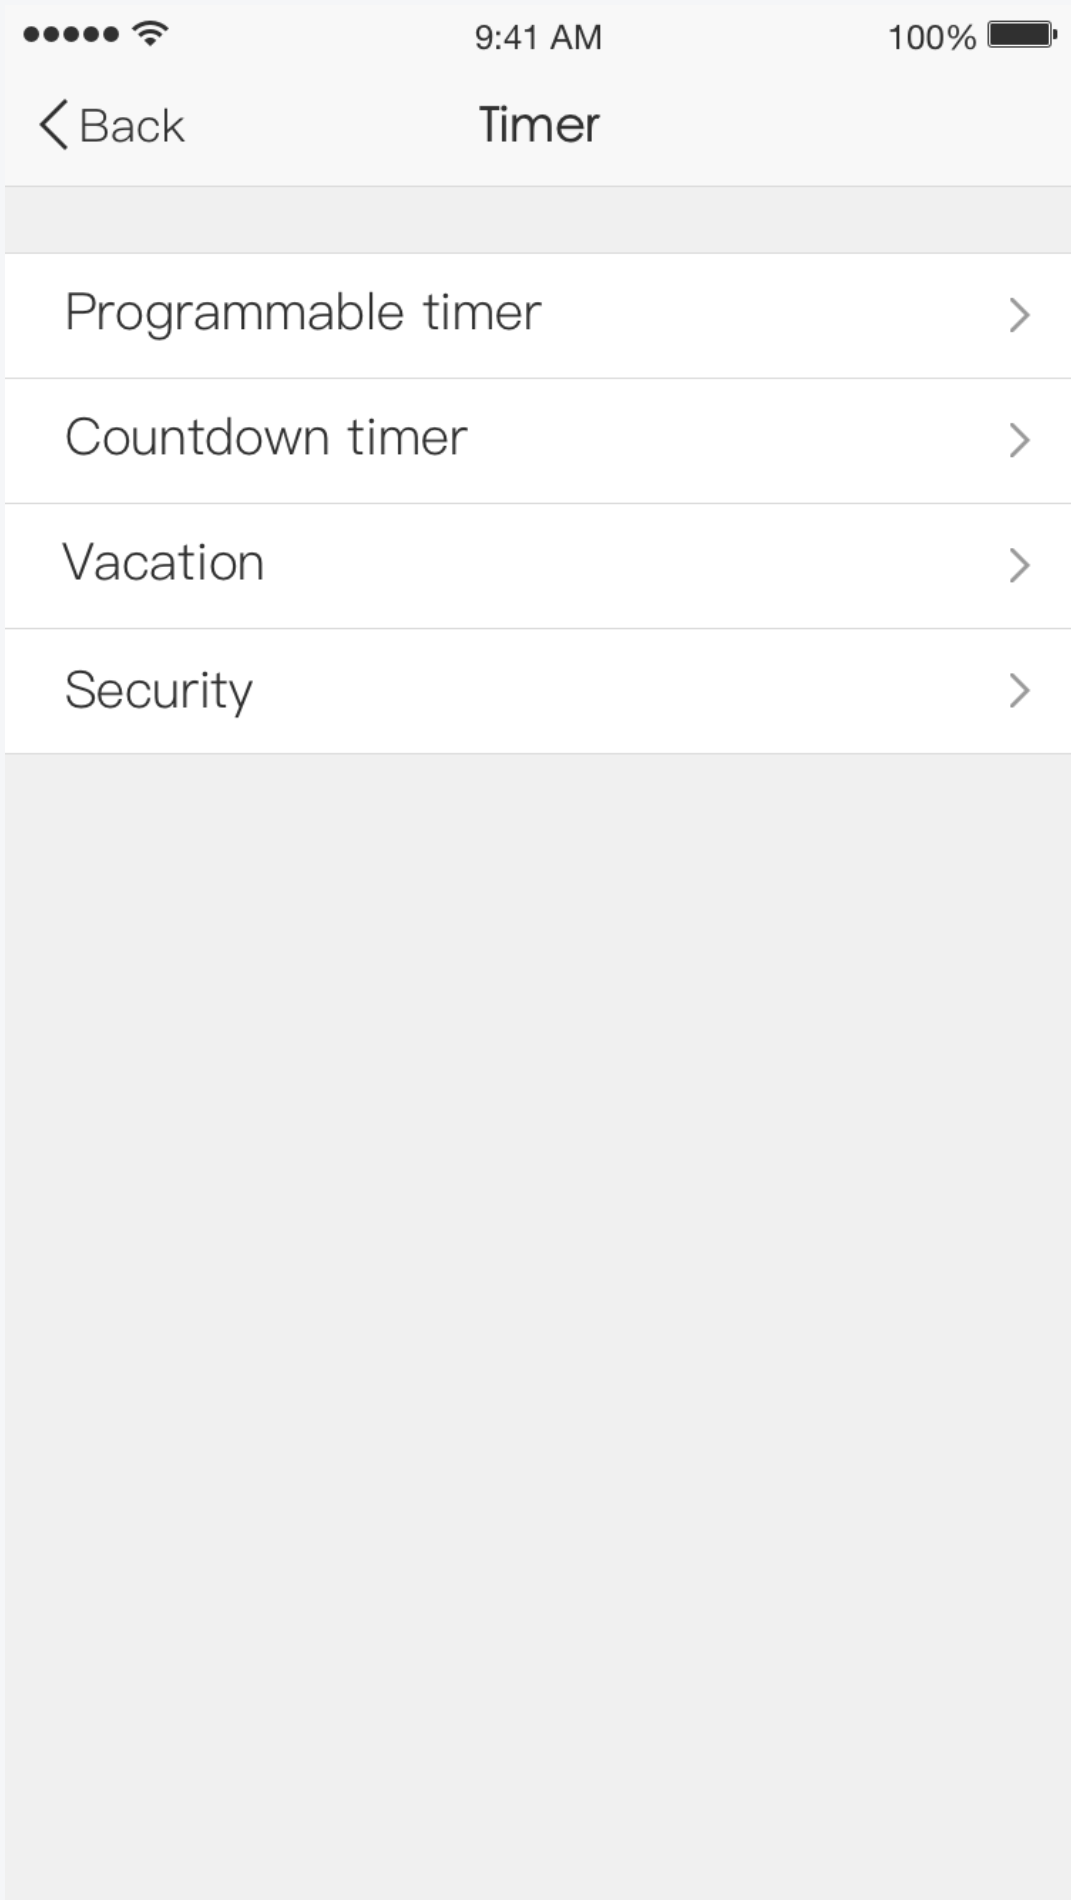 9:41 AM 100%
Back Timer
Programmable timer
Countdown timer
Vacation
Security